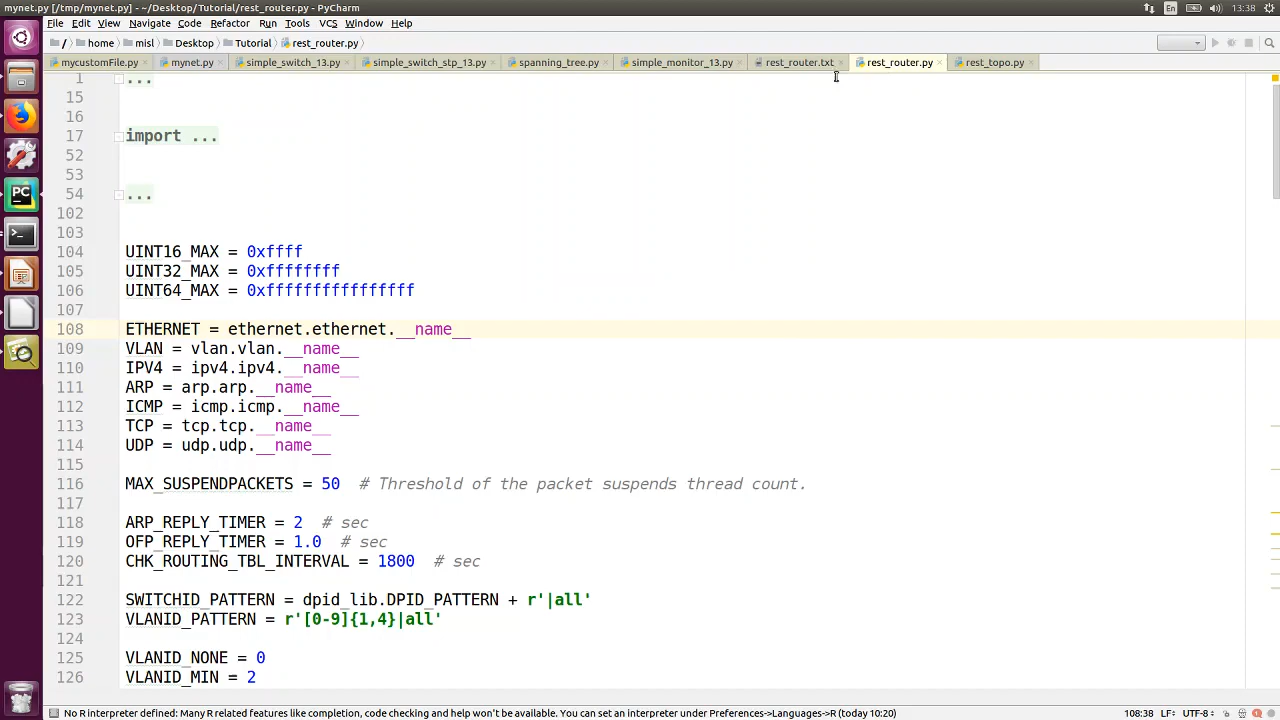 mynet.py [/tmp/mynet.py] - ~/Desktop/Tutorial/rest_router.py - PyCharm
En
13:38
File Edit View Navigate Code Refactor Run Tools VCS Window Help
/ home misl Desktop Tutorial rest_router.py
mycustomFile.py mynet.py simple_switch_13.py simple_switch_stp_13.py spanning_tree.py simple_monitor_13.py rest_router.txt rest_router.py rest_topo.py
1 ...
15
16
17 import ...
52
53
54 ...
102
103
104 UINT16_MAX = 0xffff
105 UINT32_MAX = 0xffffffff
106 UINT64_MAX = 0xffffffffffffffff
107
108 ETHERNET = ethernet.ethernet.__name__
109 VLAN = vlan.vlan.__name__
110 IPV4 = ipv4.ipv4.__name__
111 ARP = arp.arp.__name__
112 ICMP = icmp.icmp.__name__
113 TCP = tcp.tcp.__name__
114 UDP = udp.udp.__name__
115
116 MAX_SUSPENDPACKETS = 50 # Threshold of the packet suspends thread count.
117
118 ARP_REPLY_TIMER = 2 # sec
119 OFP_REPLY_TIMER = 1.0 # sec
120 CHK_ROUTING_TBL_INTERVAL = 1800 # sec
121
122 SWITCHID_PATTERN = dpid_lib.DPID_PATTERN + r'|all'
123 VLANID_PATTERN = r'[0-9]{1,4}|all'
124
125 VLANID_NONE = 0
126 VLANID_MIN = 2
PC
No R interpreter defined: Many R related features like completion, code checking and help won't be available. You can set an interpreter under Preferences->Languages->R (today 10:20)
108:38 LF÷ UTF-8÷